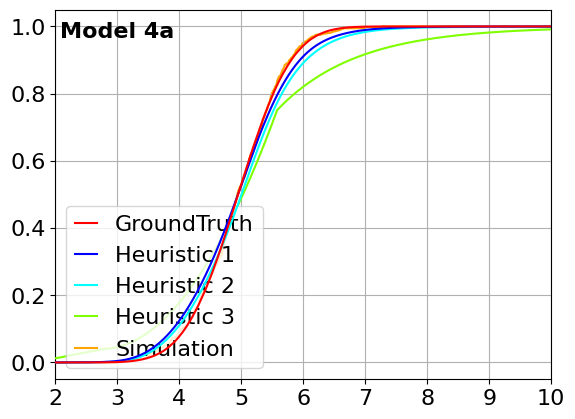 Model 4a
1.0
0.8
0.6
0.4
0.2
0.0
GroundTruth
Heuristic 1
Heuristic 2
Heuristic 3
Simulation
2 3 4 5 6 7 8 9 10